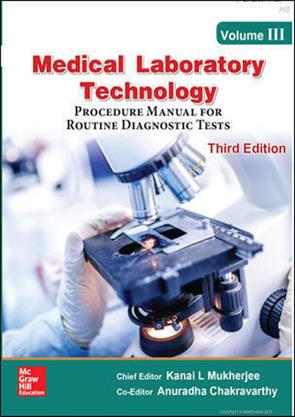 Volume III
Medical Laboratory
Technology
PROCEDURE MANUAL FOR
ROUTINE DIAGNOSTIC TESTS
Third Edition
Mc
Graw
Hill
Education
Chief Editor Kanai L Mukherjee
Co-Editor Anuradha Chakravarthy